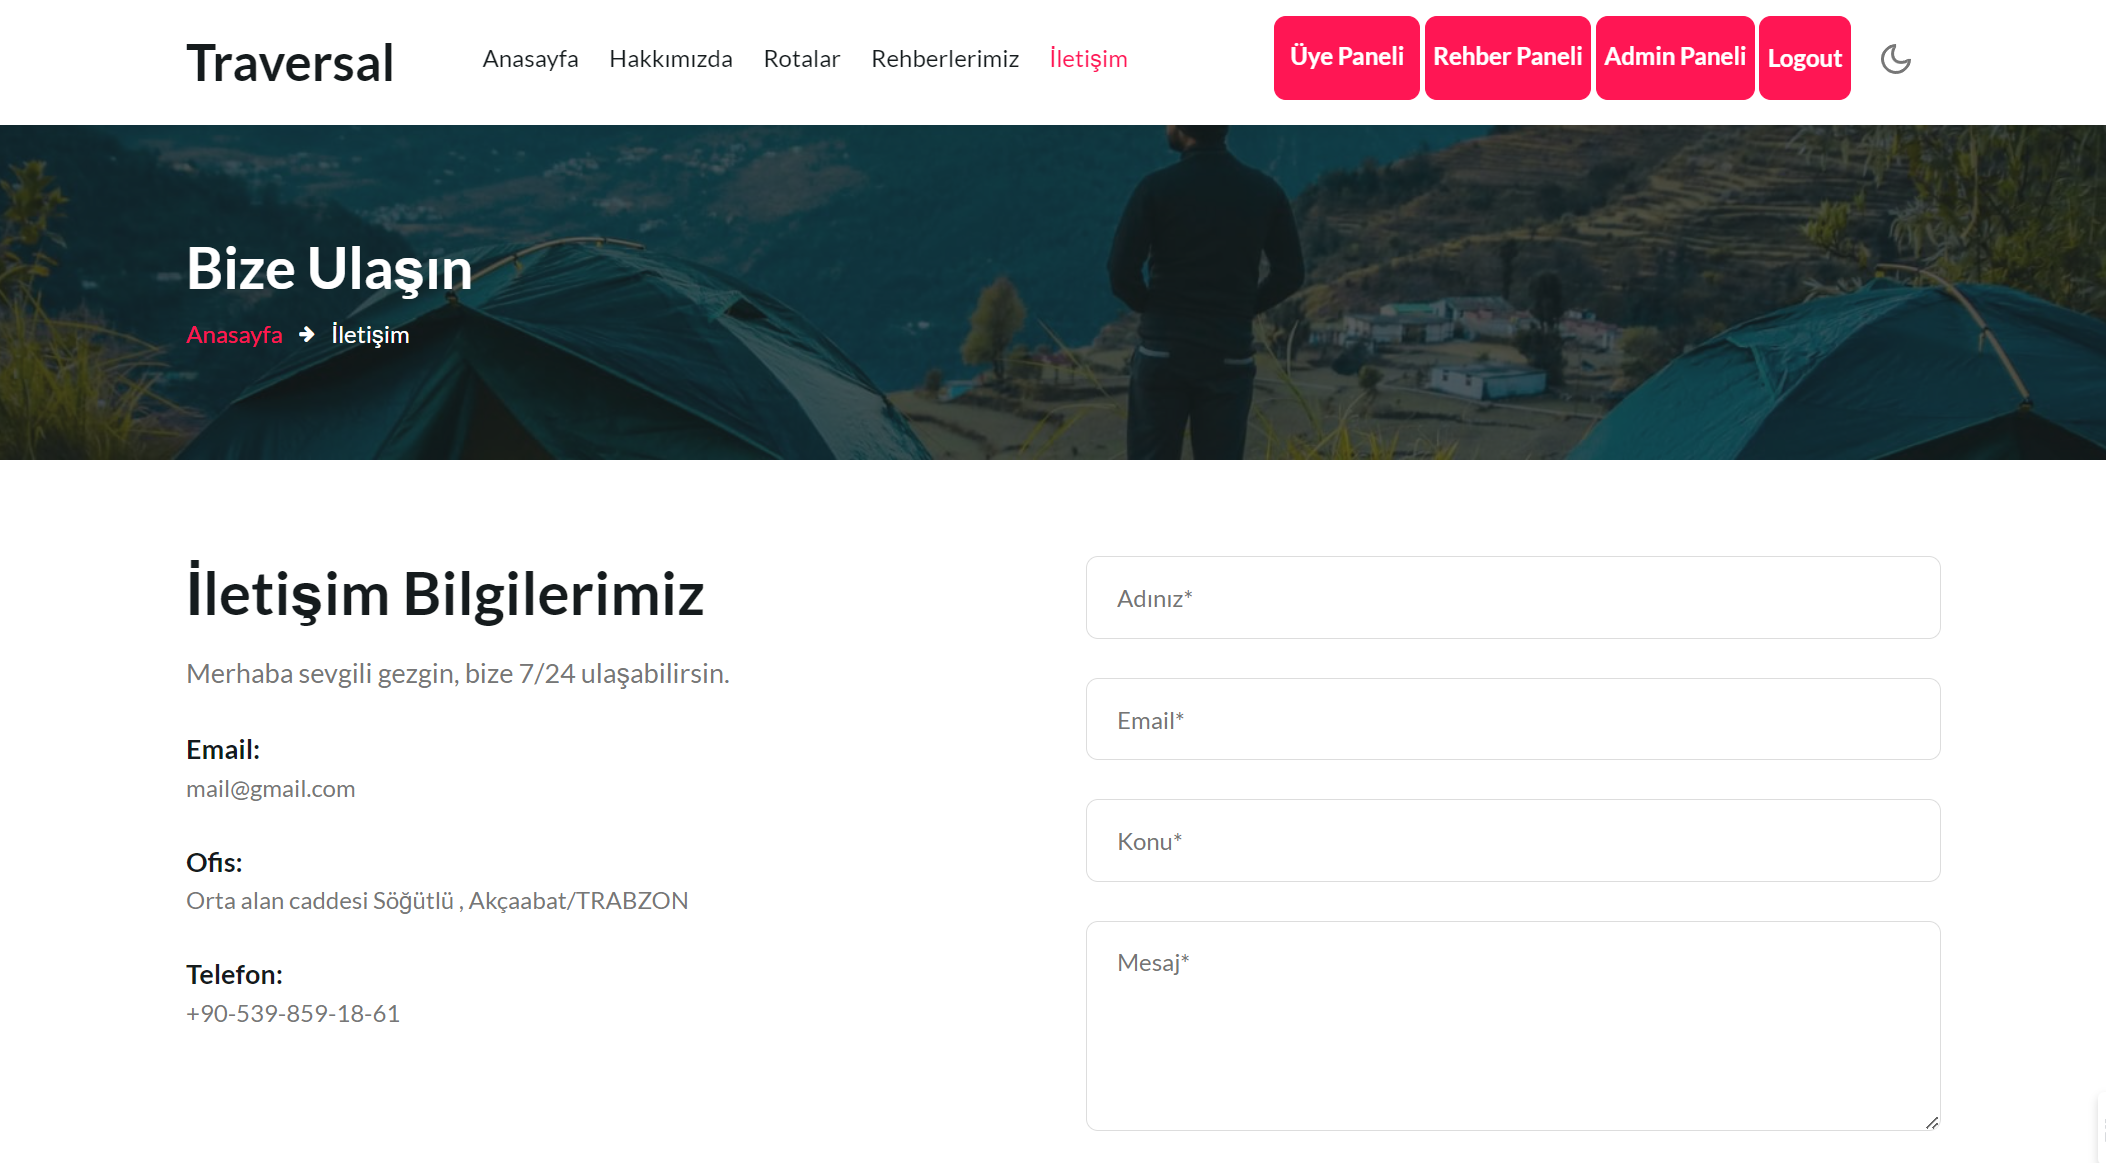 Traversal
Anasayfa Hakkımızda Rotalar Rehberlerimiz İletişim
Üye Paneli Rehber Paneli Admin Paneli Logout
Bize Ulaşın
Anasayfa İletişim
İletişim Bilgilerimiz
Merhaba sevgili gezgin, bize 7/24 ulaşabilirsin.
Email:
mail@gmail.com
Ofis:
Orta alan caddesi Söğütlü , Akçaabat/TRABZON
Telefon:
+90-539-859-18-61
Adınız*
Email*
Konu*
Mesaj*